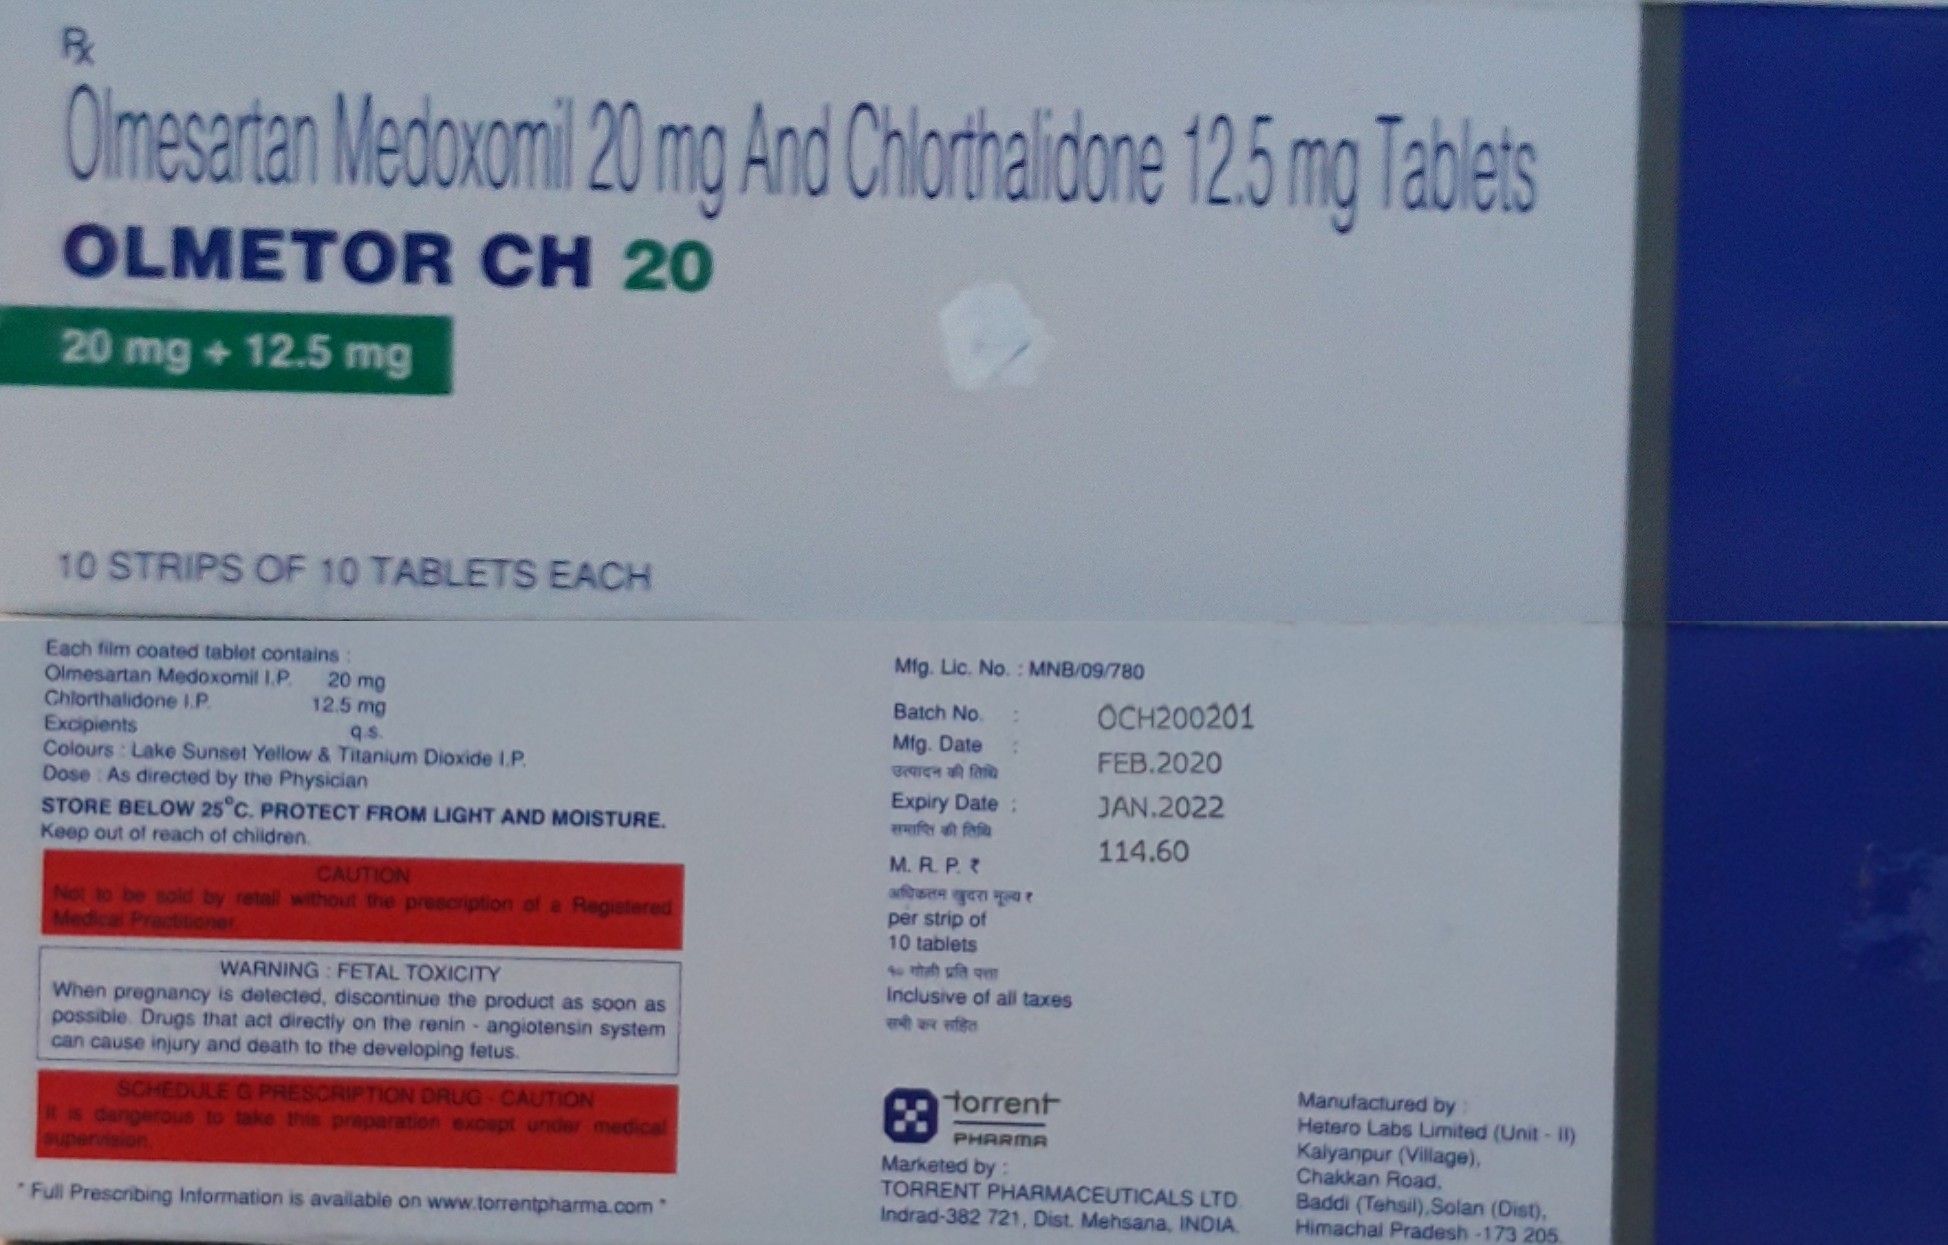 Rx
Olmesartan Medoxomil 20 mg And Chlorthalidone 12.5 mg Tablets
OLMETOR CH 20
20 mg + 12.5 mg
10 STRIPS OF 10 TABLETS EACH
Each film coated tablet contains :
Olmesartan Medoxomil I.P. 20 mg
Chlorthalidone I.P. 12.5 mg
Excipients q.s.
Colours : Lake Sunset Yellow & Titanium Dioxide I.P.
Dose : As directed by the Physician
STORE BELOW 25°C. PROTECT FROM LIGHT AND MOISTURE.
Keep out of reach of children.
CAUTION
Not to be sold by retail without the prescription of a Registered
Medical Practitioner.
WARNING : FETAL TOXICITY
When pregnancy is detected, discontinue the product as soon as
possible. Drugs that act directly on the renin - angiotensin system
can cause injury and death to the developing fetus.
SCHEDULE G PRESCRIPTION DRUG - CAUTION
It is dangerous to take this preparation except under medical
supervision.
* Full Prescribing Information is available on www.torrentpharma.com *
Mfg. Lic. No. : MNB/09/780
Batch No. : OCH200201
Mfg. Date : FEB.2020
उत्पादन की तिथि
Expiry Date : JAN.2022
समाप्ति की तिथि
M. R. P. ₹ 114.60
अधिकतम खुदरा मूल्य ₹
per strip of
10 tablets
१० गोली प्रति पत्ता
Inclusive of all taxes
सभी कर सहित
torrent
PHARMA
Marketed by :
TORRENT PHARMACEUTICALS LTD.
Indrad-382 721, Dist. Mehsana, INDIA.
Manufactured by :
Hetero Labs Limited (Unit - II)
Kalyanpur (Village),
Chakkan Road,
Baddi (Tehsil),Solan (Dist),
Himachal Pradesh -173 205.